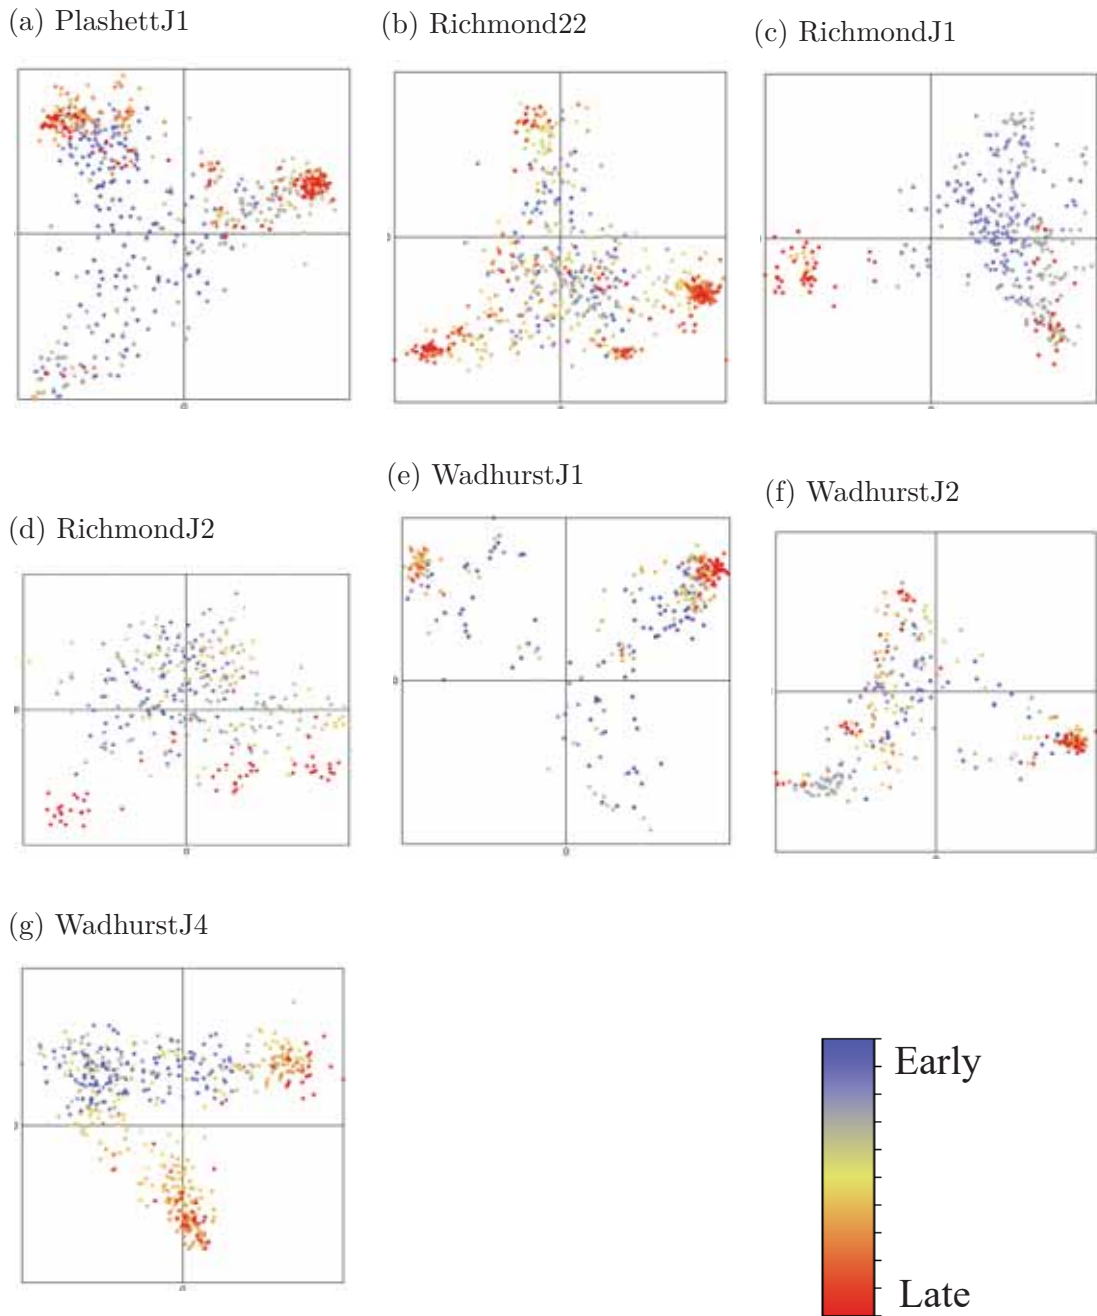 (a) PlashettJ1
(b) Richmond22
(c) RichmondJ1
(d) RichmondJ2
(e) WadhurstJ1
(f) WadhurstJ2
(g) WadhurstJ4
Early
Late